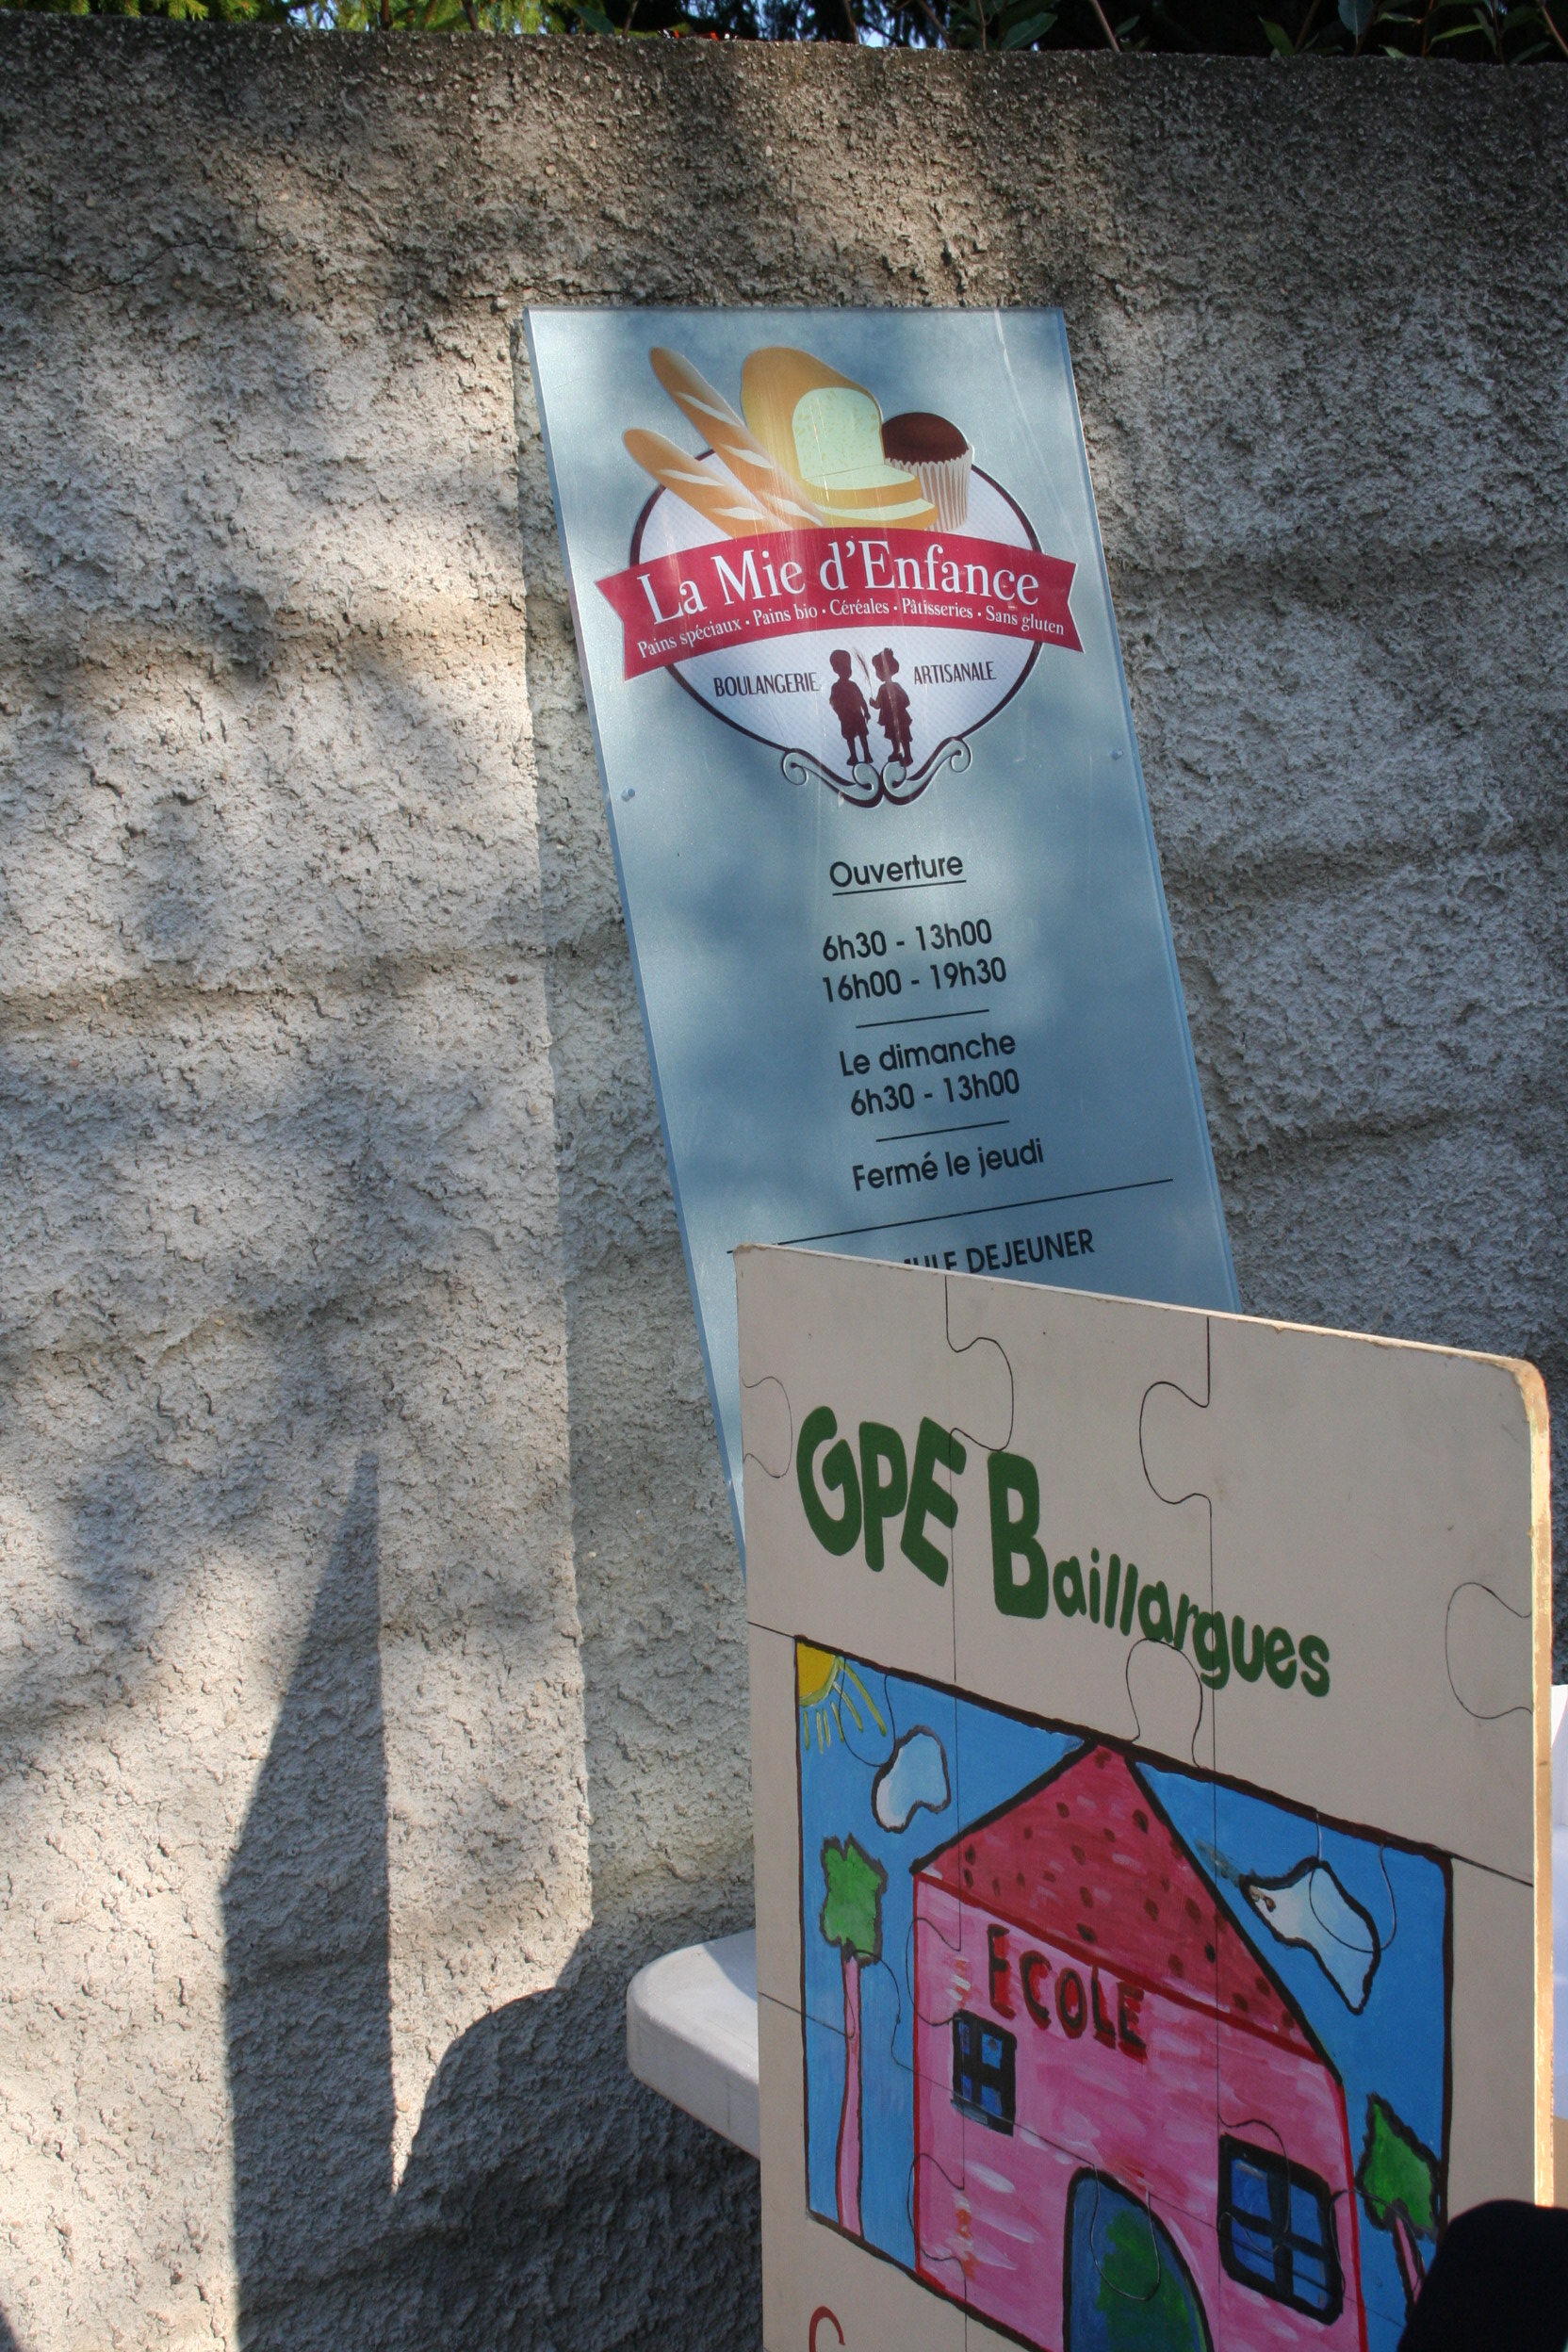 La Mie d'Enfance
Pains spéciaux • Pains bio • Céréales • Pâtisseries • Sans gluten
BOULANGERIE ARTISANALE
Ouverture
6h30 - 13h00
16h00 - 19h30
Le dimanche
6h30 - 13h00
Fermé le jeudi
DEJEUNER
GPE Baillargues
ECOLE